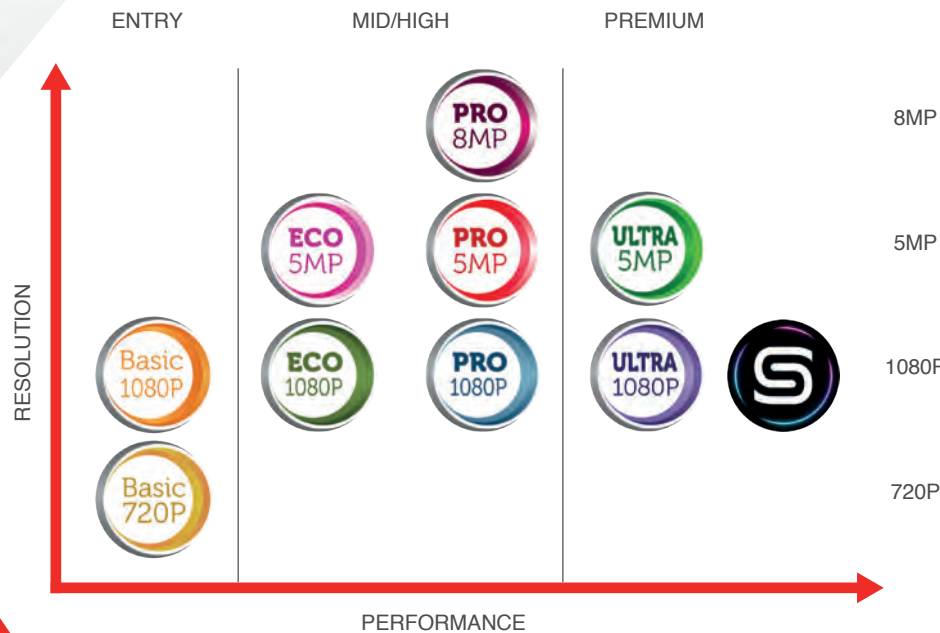 ENTRY
MID/HIGH
PREMIUM
PRO
8MP
8MP
ECO
5MP
PRO
5MP
ULTRA
5MP
5MP
RESOLUTION
Basic
1080P
ECO
1080P
PRO
1080P
ULTRA
1080P
S
1080P
Basic
720P
720P
PERFORMANCE